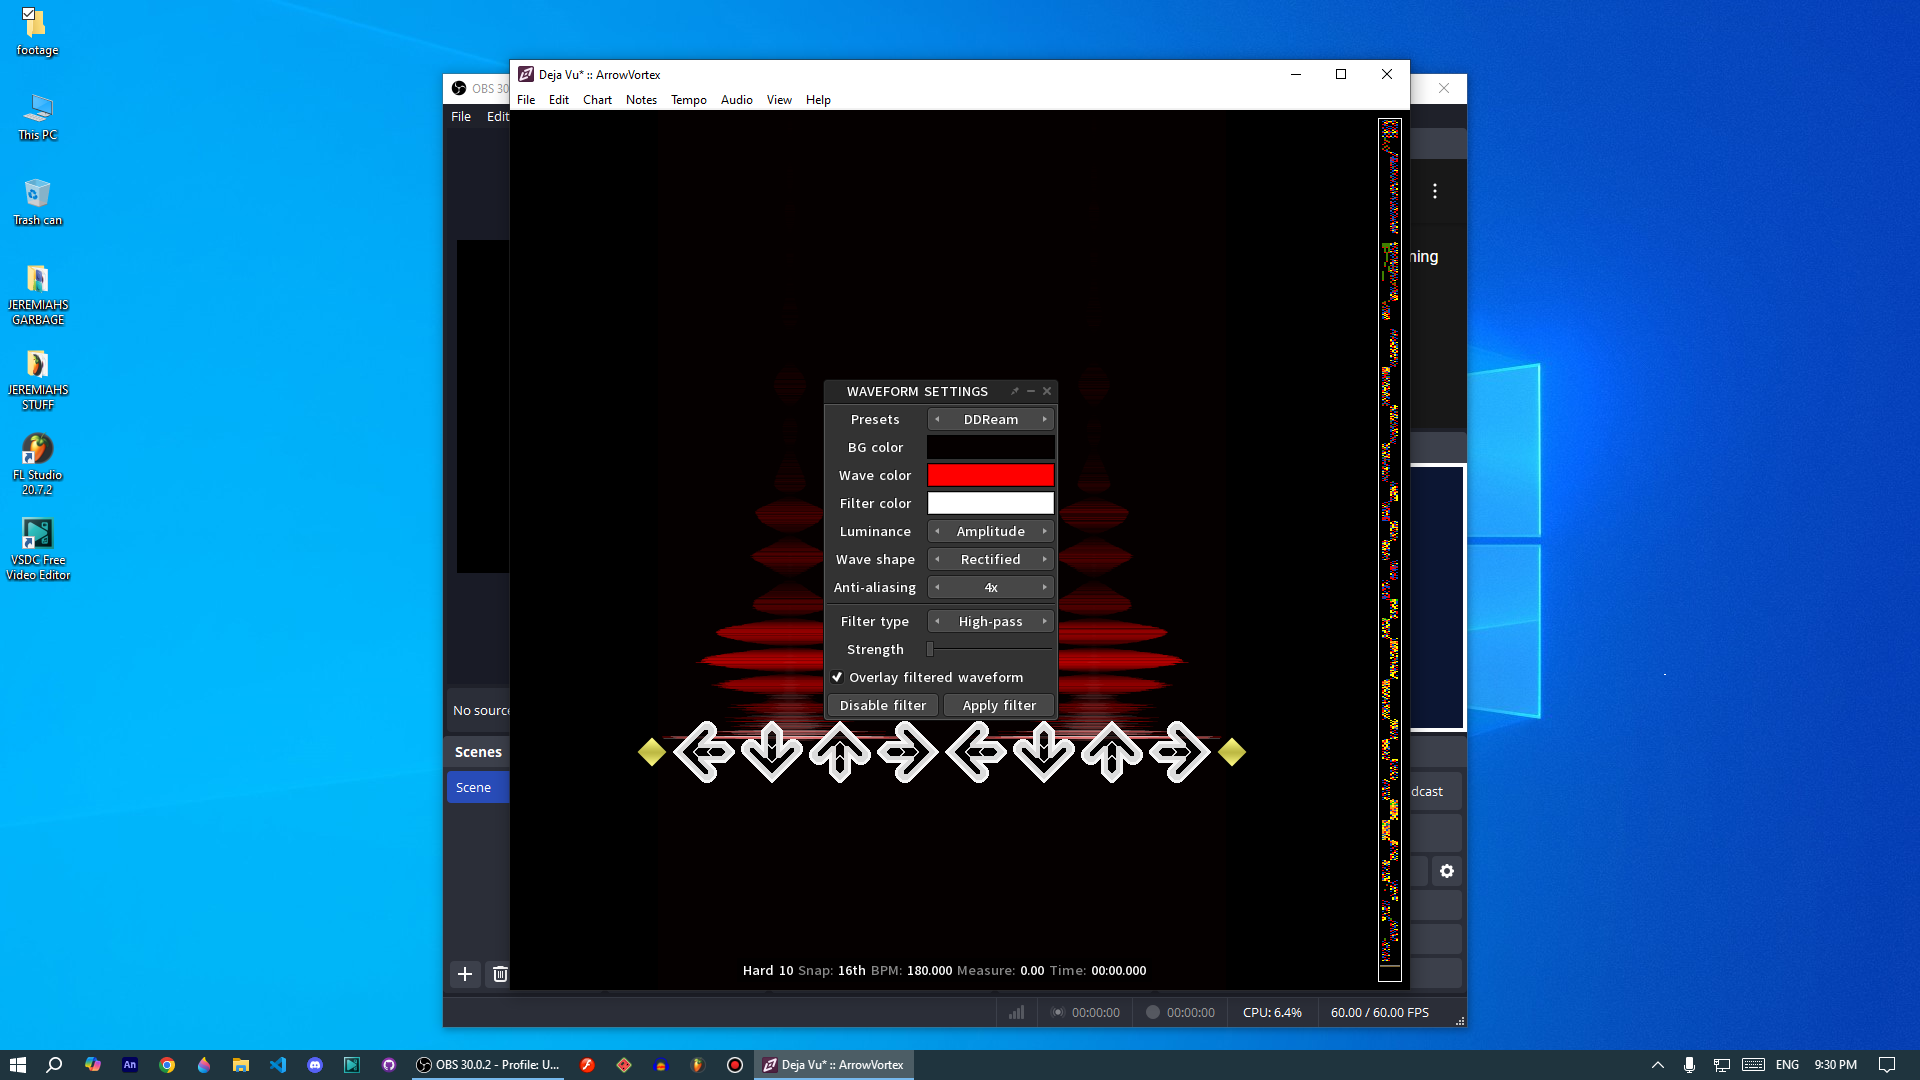 footage
This PC
Trash can
JEREMIAHS
GARBAGE
JEREMIAHS
STUFF
FL Studio
20.7.2
VSDC Free
Video Editor
OBS 30
File Edit
No source
Scenes
Scene
Deja Vu* :: ArrowVortex
File Edit Chart Notes Tempo Audio View Help
WAVEFORM SETTINGS
Presets DDReam
BG color
Wave color
Filter color
Luminance Amplitude
Wave shape Rectified
Anti-aliasing 4x
Filter type High-pass
Strength
Overlay filtered waveform
Disable filter Apply filter
Hard 10 Snap: 16th BPM: 180.000 Measure: 0.00 Time: 00:00.000
ning
dcast
00:00:00 00:00:00 CPU: 6.4% 60.00 / 60.00 FPS
An
OBS 30.0.2 - Profile: U...
Deja Vu* :: ArrowVortex
ENG 9:30 PM